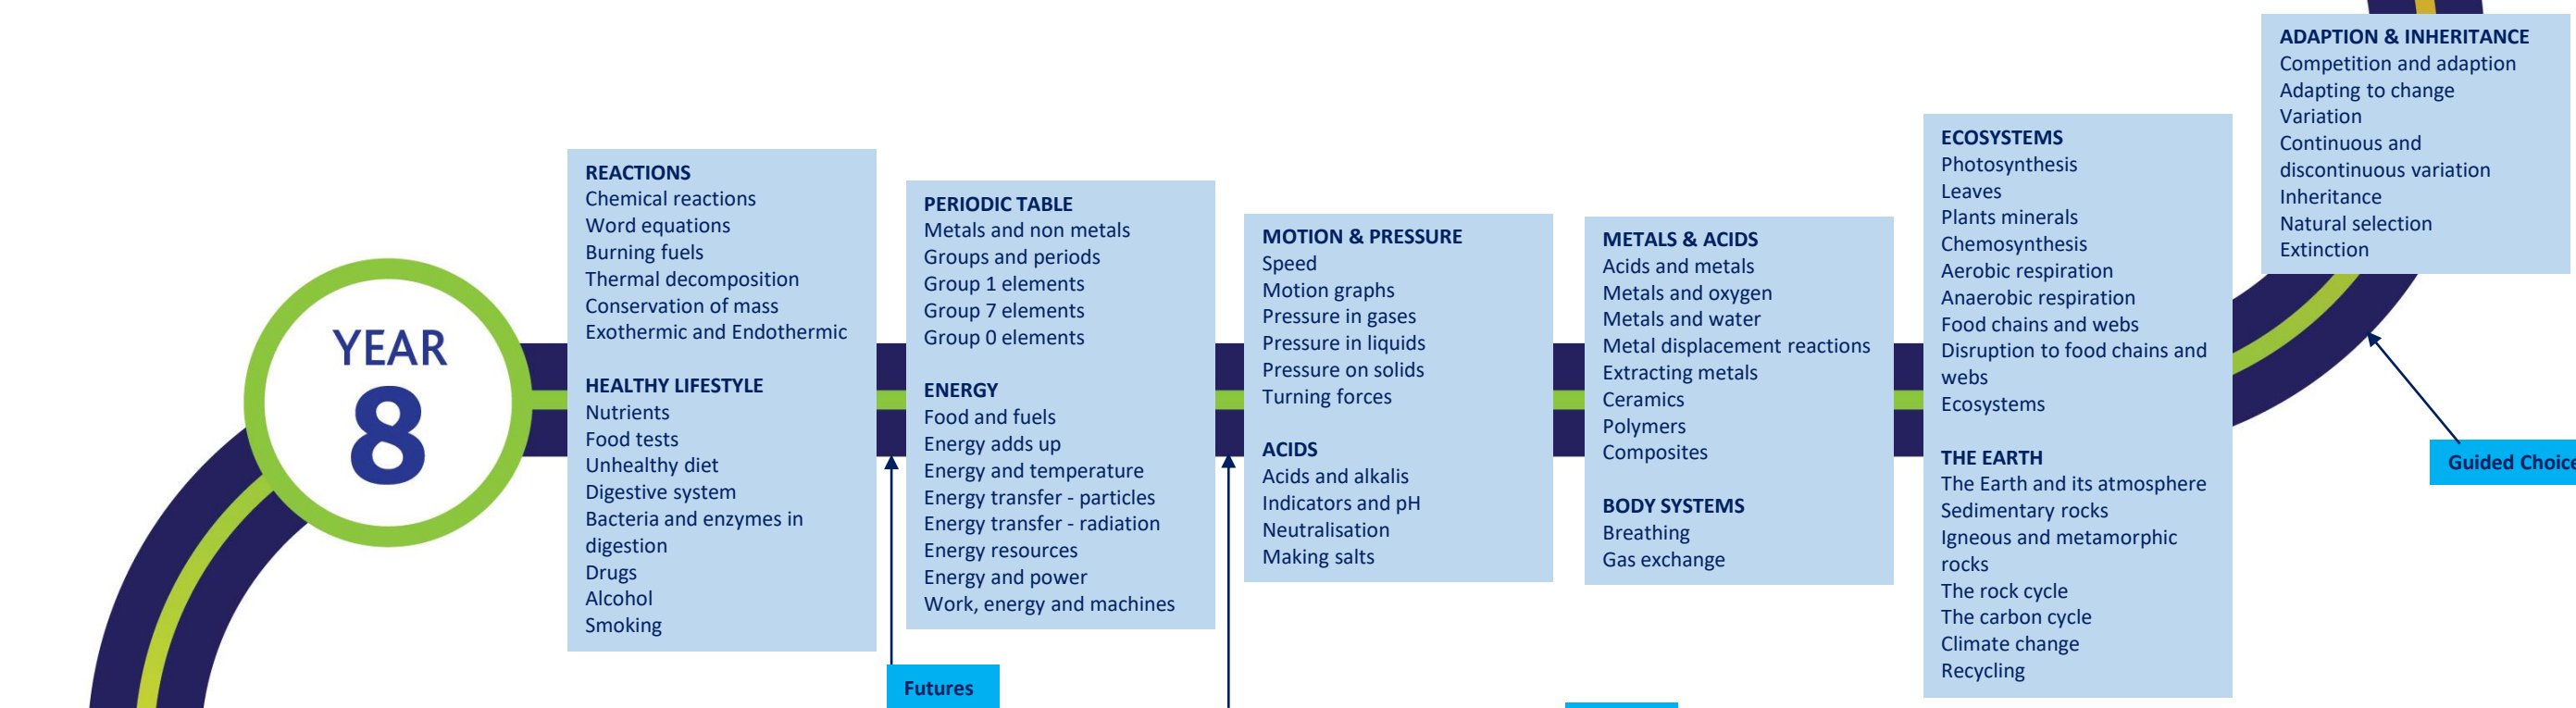 YEAR
8
REACTIONS
Chemical reactions
Word equations
Burning fuels
Thermal decomposition
Conservation of mass
Exothermic and Endothermic
HEALTHY LIFESTYLE
Nutrients
Food tests
Unhealthy diet
Digestive system
Bacteria and enzymes in
digestion
Drugs
Alcohol
Smoking
Futures
PERIODIC TABLE
Metals and non metals
Groups and periods
Group 1 elements
Group 7 elements
Group 0 elements
ENERGY
Food and fuels
Energy adds up
Energy and temperature
Energy transfer - particles
Energy transfer - radiation
Energy resources
Energy and power
Work, energy and machines
MOTION & PRESSURE
Speed
Motion graphs
Pressure in gases
Pressure in liquids
Pressure on solids
Turning forces
ACIDS
Acids and alkalis
Indicators and pH
Neutralisation
Making salts
METALS & ACIDS
Acids and metals
Metals and oxygen
Metals and water
Metal displacement reactions
Extracting metals
Ceramics
Polymers
Composites
BODY SYSTEMS
Breathing
Gas exchange
ECOSYSTEMS
Photosynthesis
Leaves
Plants minerals
Chemosynthesis
Aerobic respiration
Anaerobic respiration
Food chains and webs
Disruption to food chains and
webs
Ecosystems
THE EARTH
The Earth and its atmosphere
Sedimentary rocks
Igneous and metamorphic
rocks
The rock cycle
The carbon cycle
Climate change
Recycling
ADAPTION & INHERITANCE
Competition and adaption
Adapting to change
Variation
Continuous and
discontinuous variation
Inheritance
Natural selection
Extinction
Guided Choice